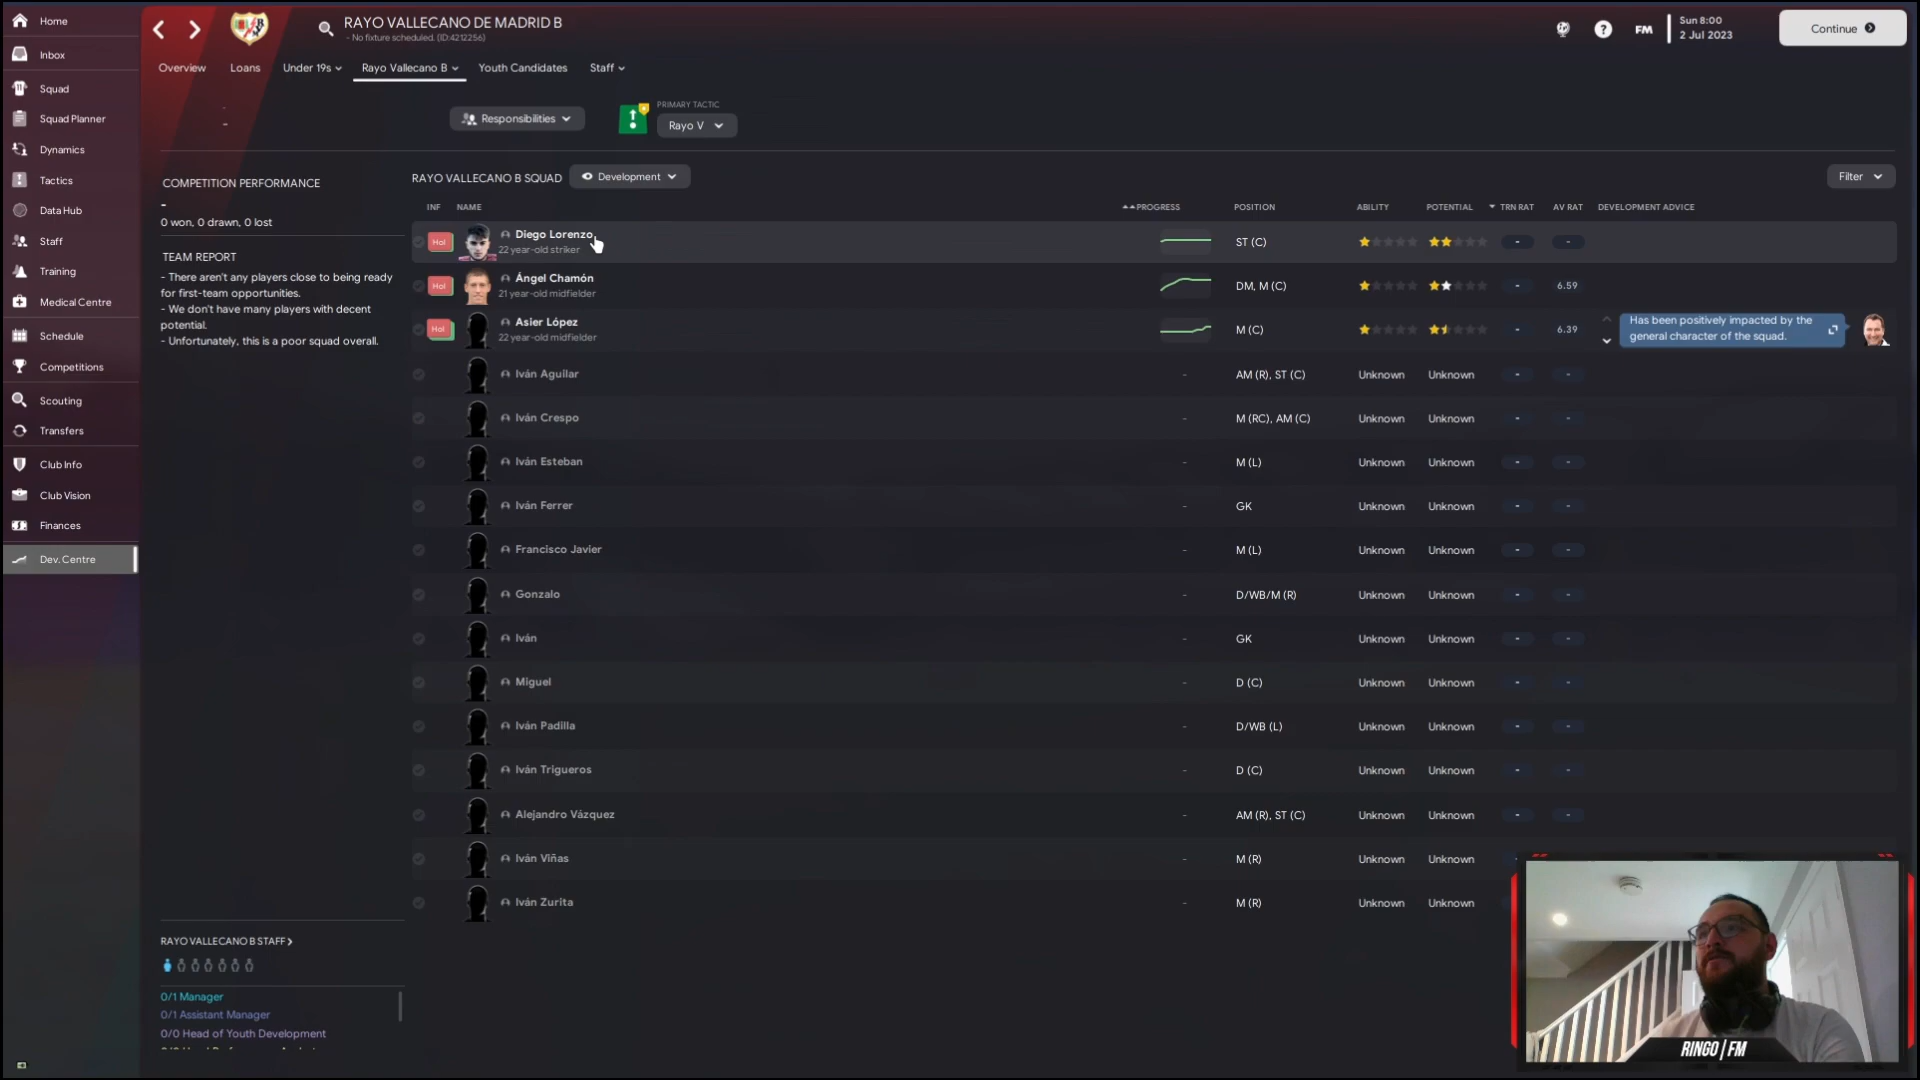 Home
Inbox
Squad
Squad Planner
Dynamics
Tactics
Data Hub
Staff
Training
Medical Centre
Schedule
Competitions
Scouting
Transfers
Club Info
Club Vision
Finances
Dev. Centre
RAYO VALLECANO DE MADRID B
- No fixture scheduled. (ID:4212256)
FM
Sun 8:00
2 Jul 2023
Continue
Overview Loans Under 19s Rayo Vallecano B Youth Candidates Staff
Responsibilities
PRIMARY TACTIC
Rayo V
COMPETITION PERFORMANCE
-
0 won, 0 drawn, 0 lost
TEAM REPORT
- There aren't any players close to being ready
for first-team opportunities.
- We don't have many players with decent
potential.
- Unfortunately, this is a poor squad overall.
RAYO VALLECANO B SQUAD Development Filter
INF NAME PROGRESS POSITION ABILITY POTENTIAL TRN RAT AV RAT DEVELOPMENT ADVICE
Hol Diego Lorenzo ST (C) - -
22 year-old striker
Hol Ángel Chamón DM, M (C) - 6.59
21 year-old midfielder
Hol Asier López M (C) - 6.39
22 year-old midfielder
Has been positively impacted by the
general character of the squad.
Iván Aguilar - AM (R), ST (C) Unknown Unknown - -
Iván Crespo - M (RC), AM (C) Unknown Unknown - -
Iván Esteban - M (L) Unknown Unknown - -
Iván Ferrer - GK Unknown Unknown - -
Francisco Javier - M (L) Unknown Unknown - -
Gonzalo - D/WB/M (R) Unknown Unknown - -
Iván - GK Unknown Unknown - -
Miguel - D (C) Unknown Unknown - -
Iván Padilla - D/WB (L) Unknown Unknown - -
Iván Trigueros - D (C) Unknown Unknown - -
Alejandro Vázquez - AM (R), ST (C) Unknown Unknown - -
Iván Viñas - M (R) Unknown Unknown
Iván Zurita - M (R) Unknown Unknown
RAYO VALLECANO B STAFF
0/1 Manager
0/1 Assistant Manager
0/0 Head of Youth Development
RINGO|FM